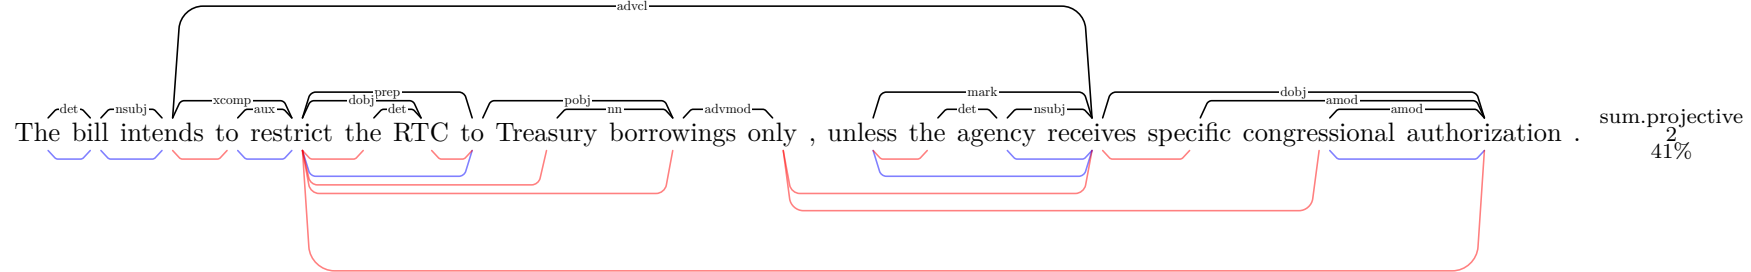 advcl
prep
xcomp dobj pobj mark dobj
det nsubj aux det nn advmod det nsubj amod amod
The bill intends to restrict the RTC to Treasury borrowings only , unless the agency receives specific congressional authorization .
sum.projective
2
41%